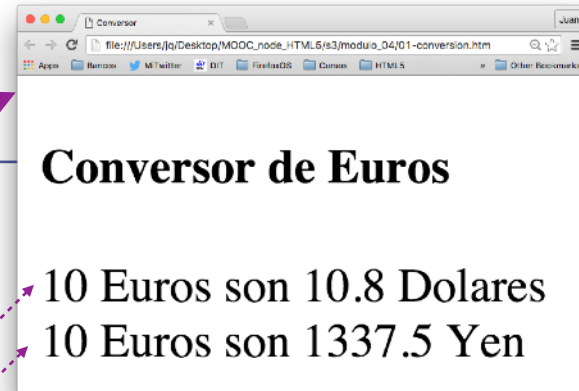 Conversor
Juan
file:///Users/jq/Desktop/MOOC_node_HTML5/s3/modulo_04/01-conversion.htm
Apps Bancos MiTwitter DIT FirefoxOS Cursos HTML5 » Other Bookmarks
Conversor de Euros
10 Euros son 10.8 Dolares
10 Euros son 1337.5 Yen